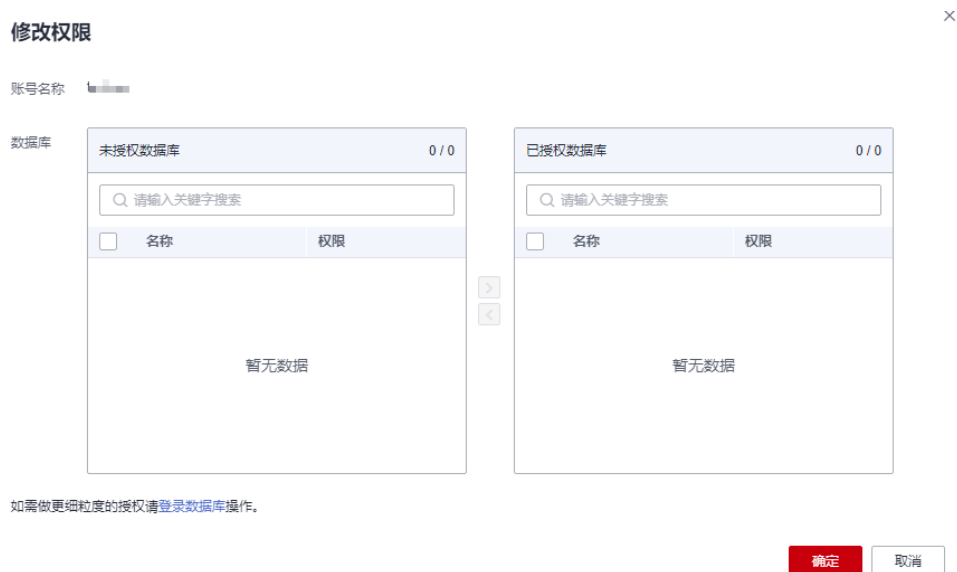 修改权限
账号名称
数据库
未授权数据库 0 / 0
请输入关键字搜索
名称 权限
暂无数据
已授权数据库 0 / 0
请输入关键字搜索
名称 权限
暂无数据
如需做更细粒度的授权请登录数据库操作。
确定 取消